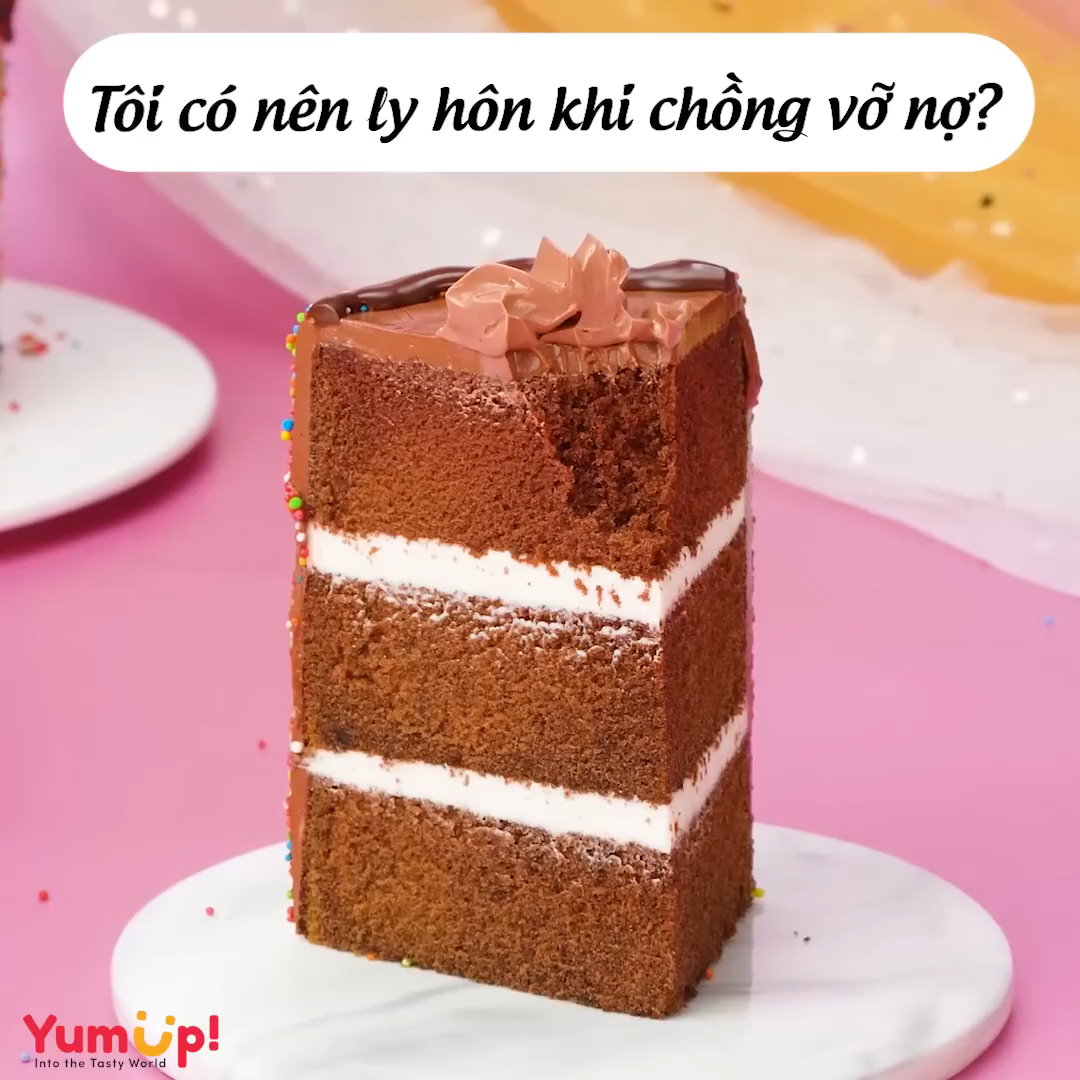 Tôi có nên ly hôn khi chồng vỡ nợ?
YumUp!
Into the Tasty World